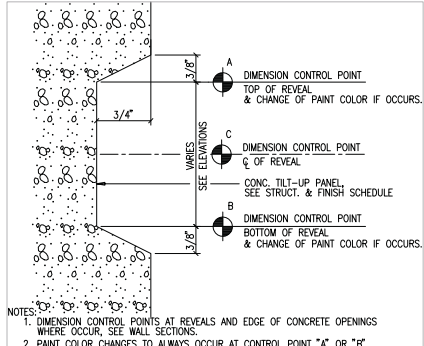 A
3/8"
DIMENSION CONTROL POINT
TOP OF REVEAL
& CHANGE OF PAINT COLOR IF OCCURS.
3/4"
C
VARIES
SEE ELEVATIONS
DIMENSION CONTROL POINT
℄ OF REVEAL
CONC. TILT-UP PANEL,
SEE STRUCT. & FINISH SCHEDULE
B
DIMENSION CONTROL POINT
3/8"
BOTTOM OF REVEAL
& CHANGE OF PAINT COLOR IF OCCURS.
NOTES:
1. DIMENSION CONTROL POINTS AT REVEALS AND EDGE OF CONCRETE OPENINGS
WHERE OCCUR, SEE WALL SECTIONS.
2. PAINT COLOR CHANGES TO ALWAYS OCCUR AT CONTROL POINT "A" OR "B"